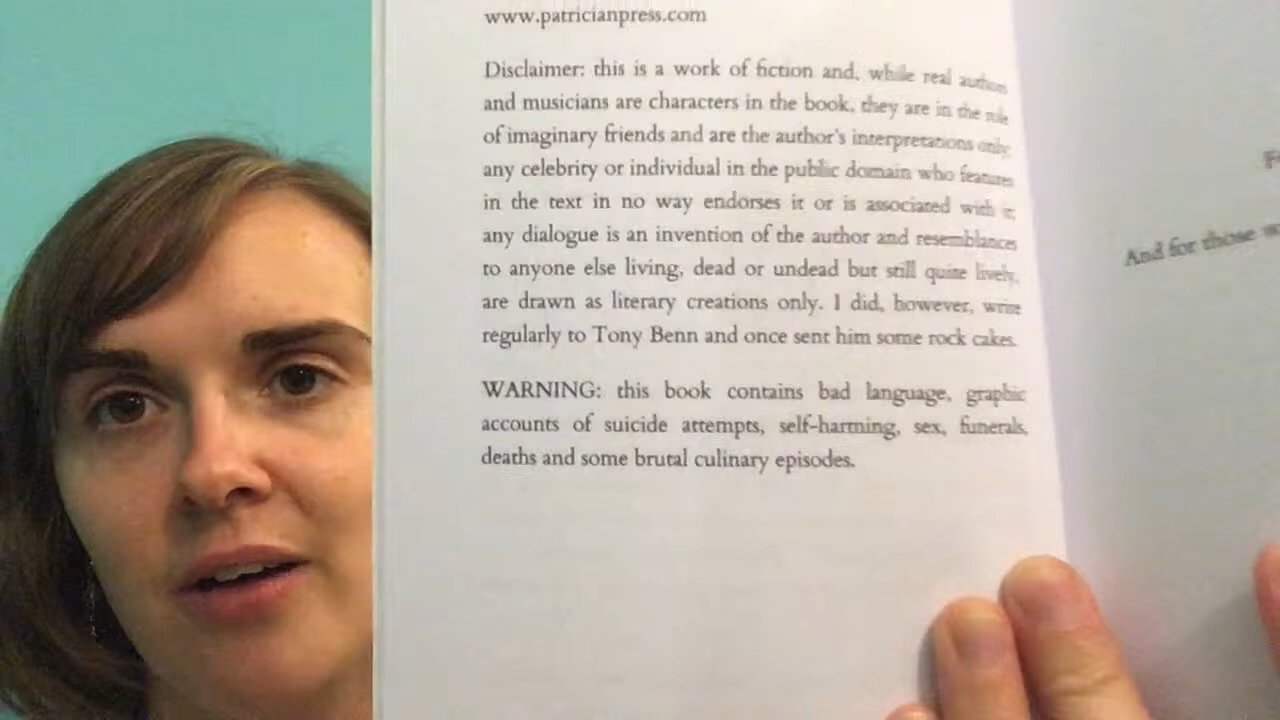 www.patricianpress.com
Disclaimer: this is a work of fiction and, while real authors
and musicians are characters in the book, they are in the role
of imaginary friends and are the author's interpretations only;
any celebrity or individual in the public domain who features
in the text in no way endorses it or is associated with it;
any dialogue is an invention of the author and resemblances
to anyone else living, dead or undead but still quite lively,
are drawn as literary creations only. I did, however, write
regularly to Tony Benn and once sent him some rock cakes.
WARNING: this book contains bad language, graphic
accounts of suicide attempts, self-harming, sex, funerals,
deaths and some brutal culinary episodes.
And for those